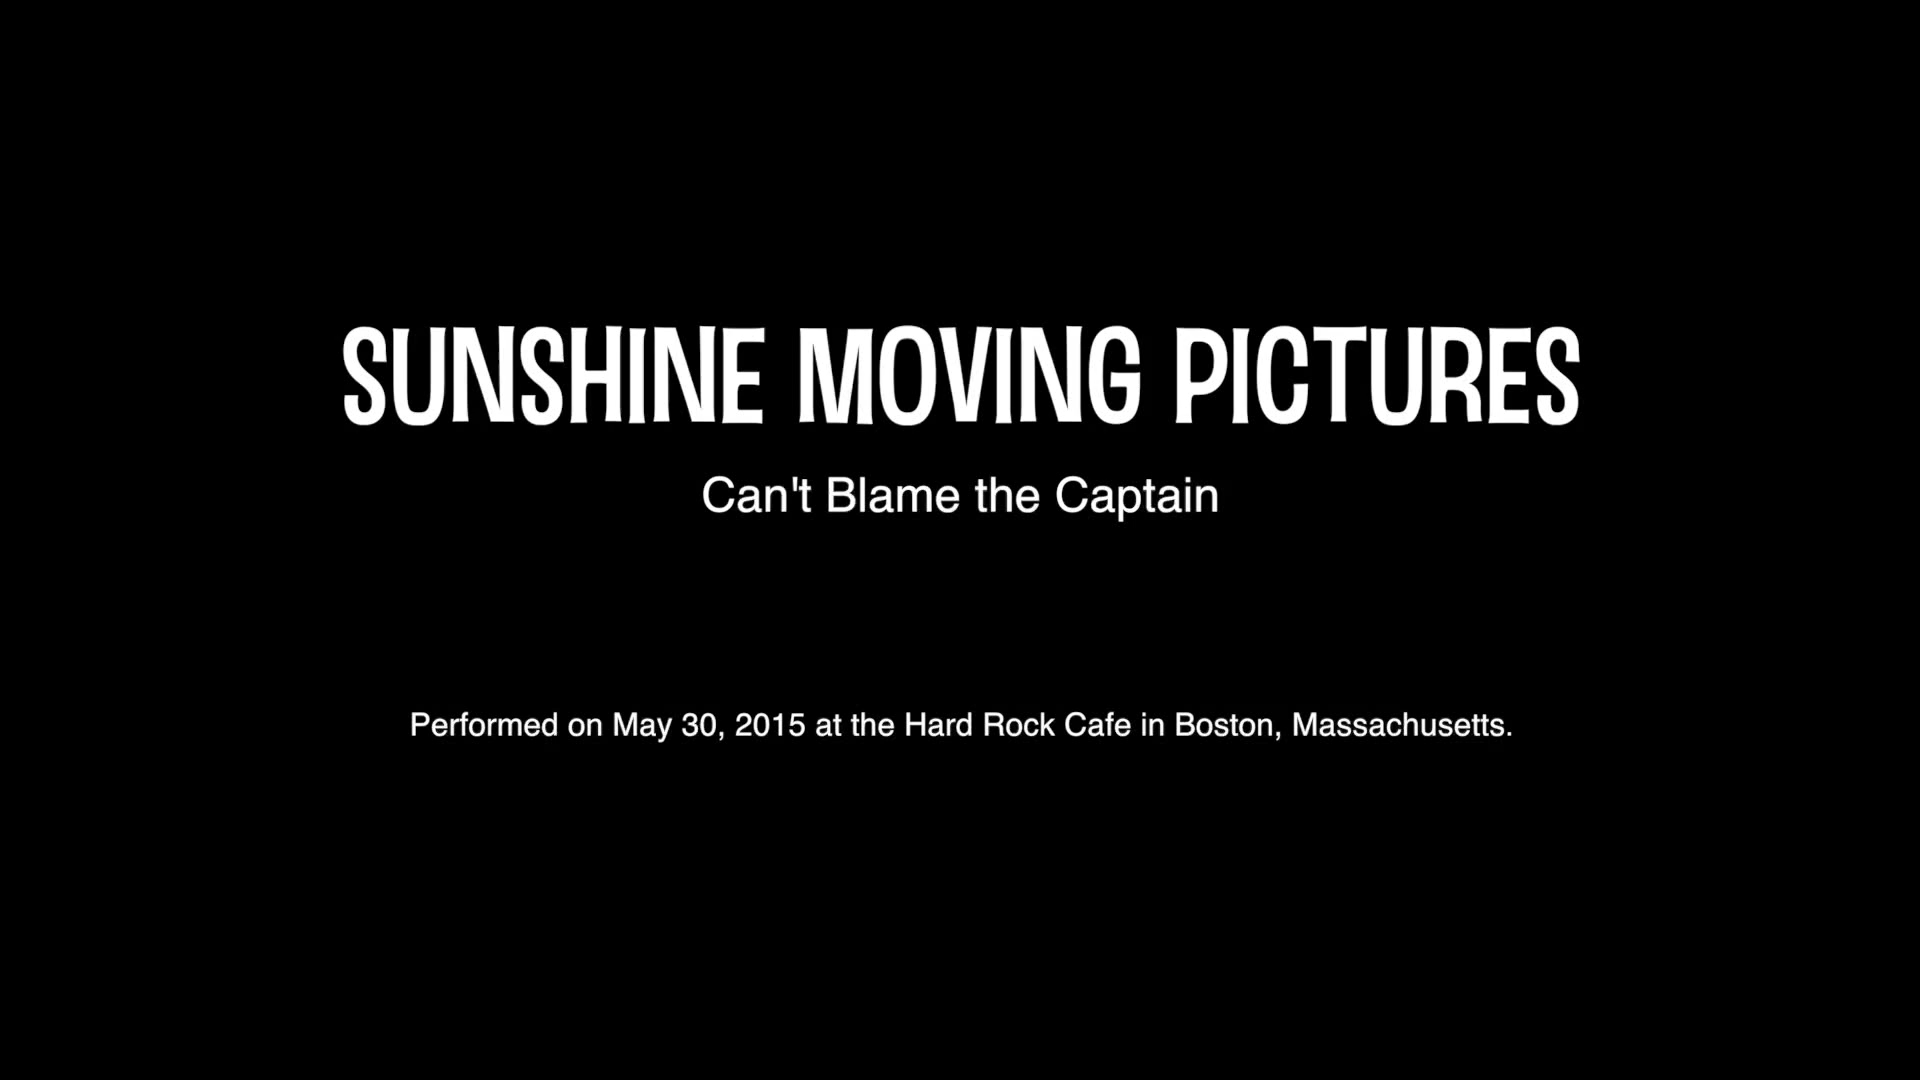 SUNSHINE MOVING PICTURES
Can't Blame the Captain
Performed on May 30, 2015 at the Hard Rock Cafe in Boston, Massachusetts.